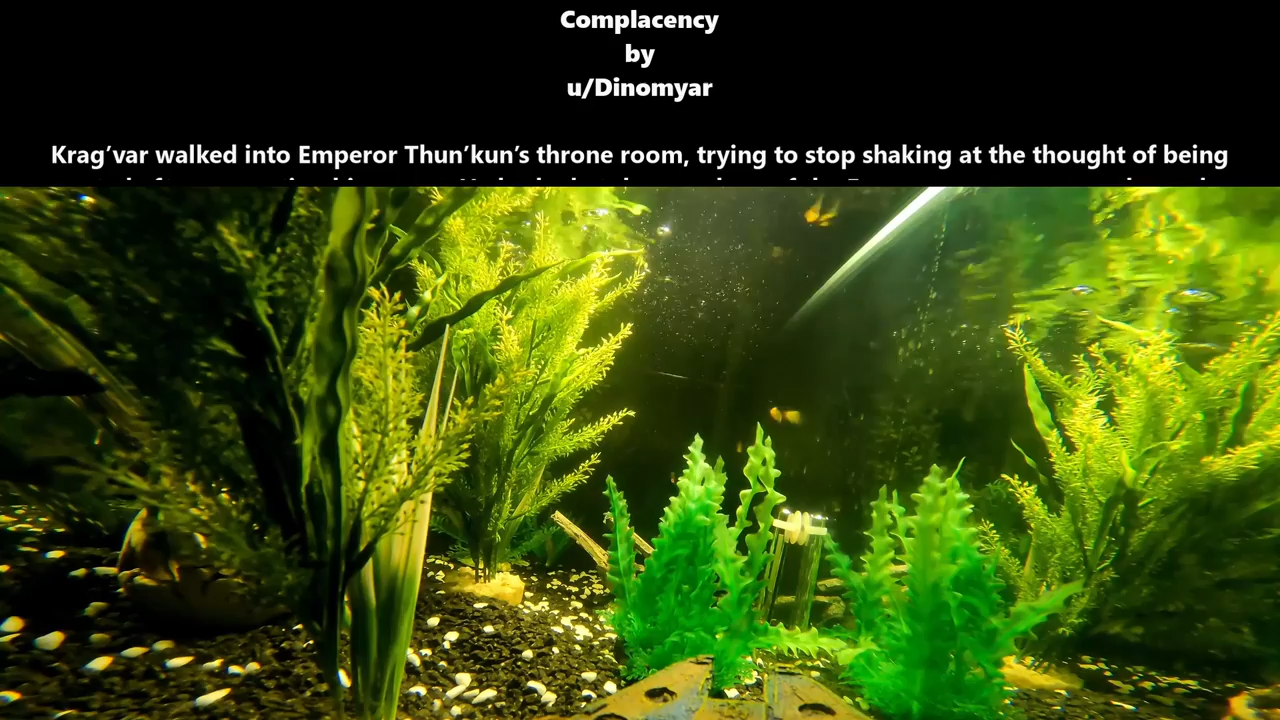 Complacency
by
u/Dinomyar
Krag’var walked into Emperor Thun’kun’s throne room, trying to stop shaking at the thought of being